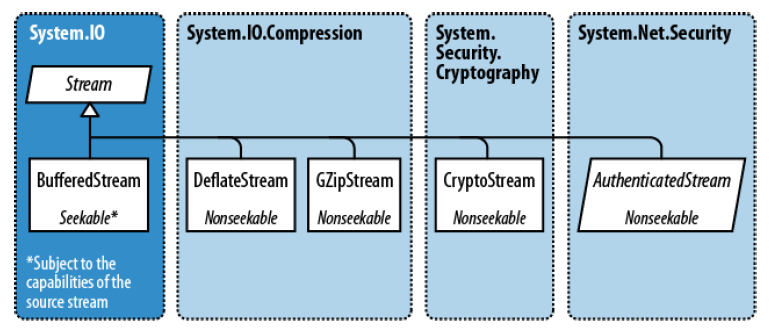 System.IO
System.IO.Compression
System.
Security.
Cryptography
System.Net.Security
Stream
BufferedStream
Seekable*
DeflateStream
Nonseekable
GZipStream
Nonseekable
CryptoStream
Nonseekable
AuthenticatedStream
Nonseekable
*Subject to the
capabilities of the
source stream